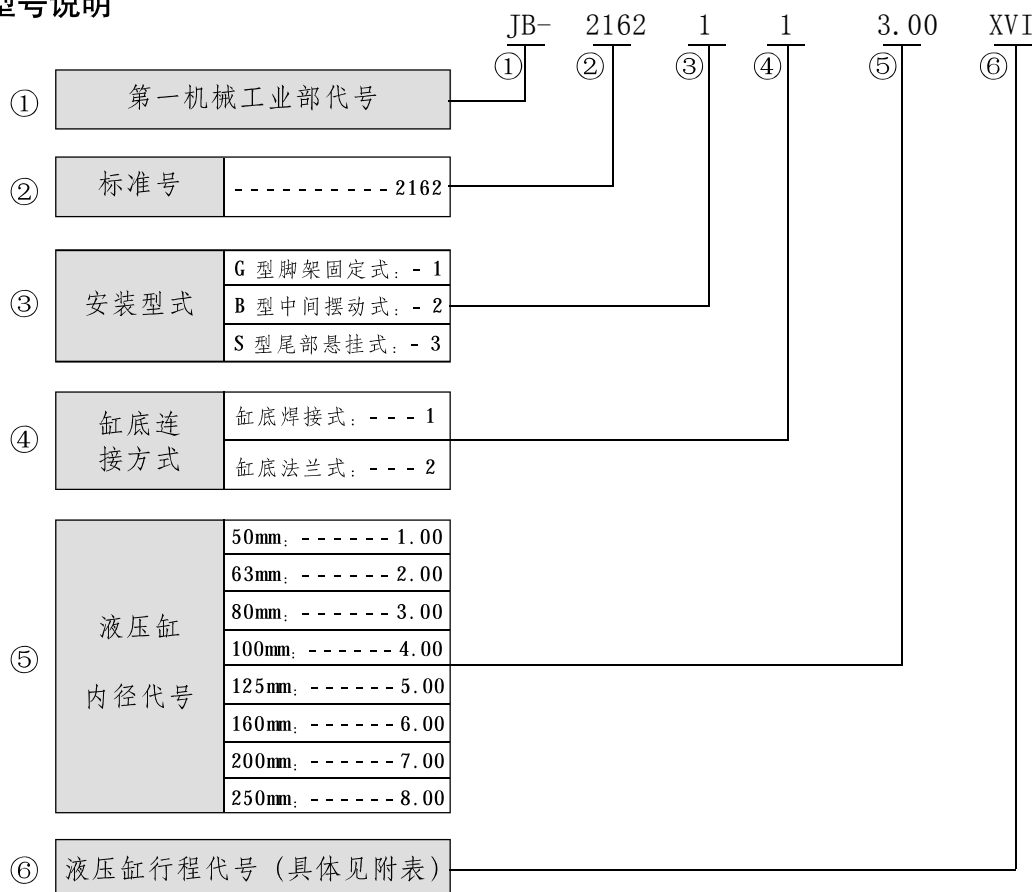 型号说明
JB- 2162 1 1 3.00 XVI
① ② ③ ④ ⑤ ⑥
① 第一机械工业部代号
② 标准号 ----------2162
③ 安装型式
G 型脚架固定式:- 1
B 型中间摆动式:- 2
S 型尾部悬挂式:- 3
④ 缸底连
接方式
缸底焊接式:--- 1
缸底法兰式:--- 2
⑤ 液压缸
内径代号
50mm:------1.00
63mm:------2.00
80mm:------3.00
100mm:------4.00
125mm:------5.00
160mm:------6.00
200mm:------7.00
250mm:------8.00
⑥ 液压缸行程代号(具体见附表)